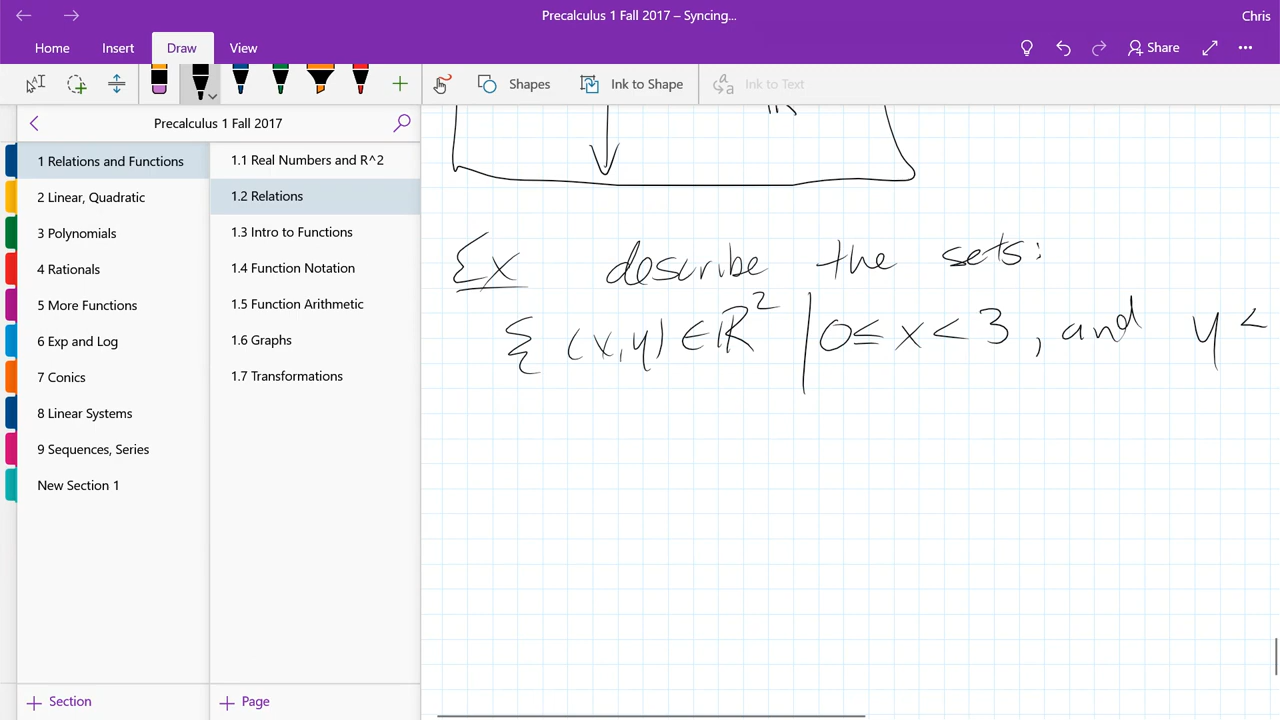 Precalculus 1 Fall 2017 – Syncing...
Chris
Home Insert Draw View
Share
Shapes Ink to Shape Ink to Text
Precalculus 1 Fall 2017
1 Relations and Functions
2 Linear, Quadratic
3 Polynomials
4 Rationals
5 More Functions
6 Exp and Log
7 Conics
8 Linear Systems
9 Sequences, Series
New Section 1
Section
1.1 Real Numbers and R^2
1.2 Relations
1.3 Intro to Functions
1.4 Function Notation
1.5 Function Arithmetic
1.6 Graphs
1.7 Transformations
Page
Ex describe the sets:
{ (x,y) ∈ ℝ² | 0 ≤ x < 3, and y <